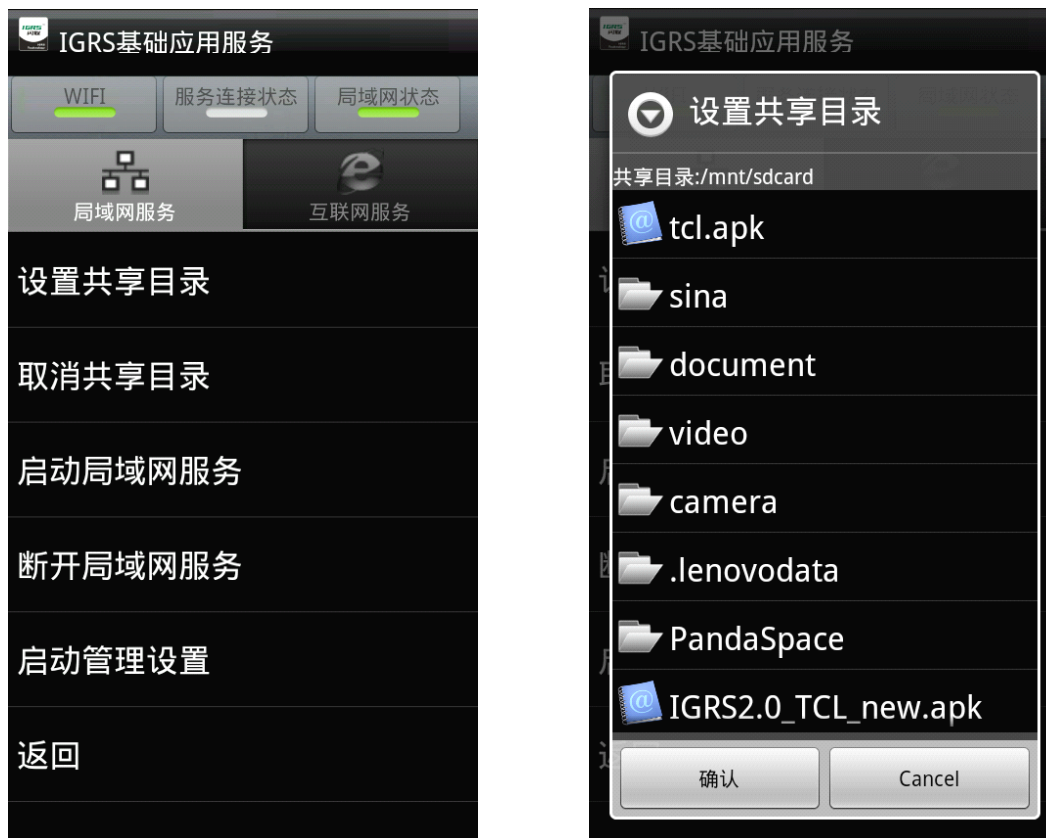 IGRS
闪联
IGRS基础应用服务
WIFI
服务连接状态
局域网状态
局域网服务
互联网服务
设置共享目录
取消共享目录
启动局域网服务
断开局域网服务
启动管理设置
返回
IGRS基础应用服务
设置共享目录
共享目录:/mnt/sdcard
tcl.apk
sina
document
video
camera
.lenovodata
PandaSpace
IGRS2.0_TCL_new.apk
确认
Cancel